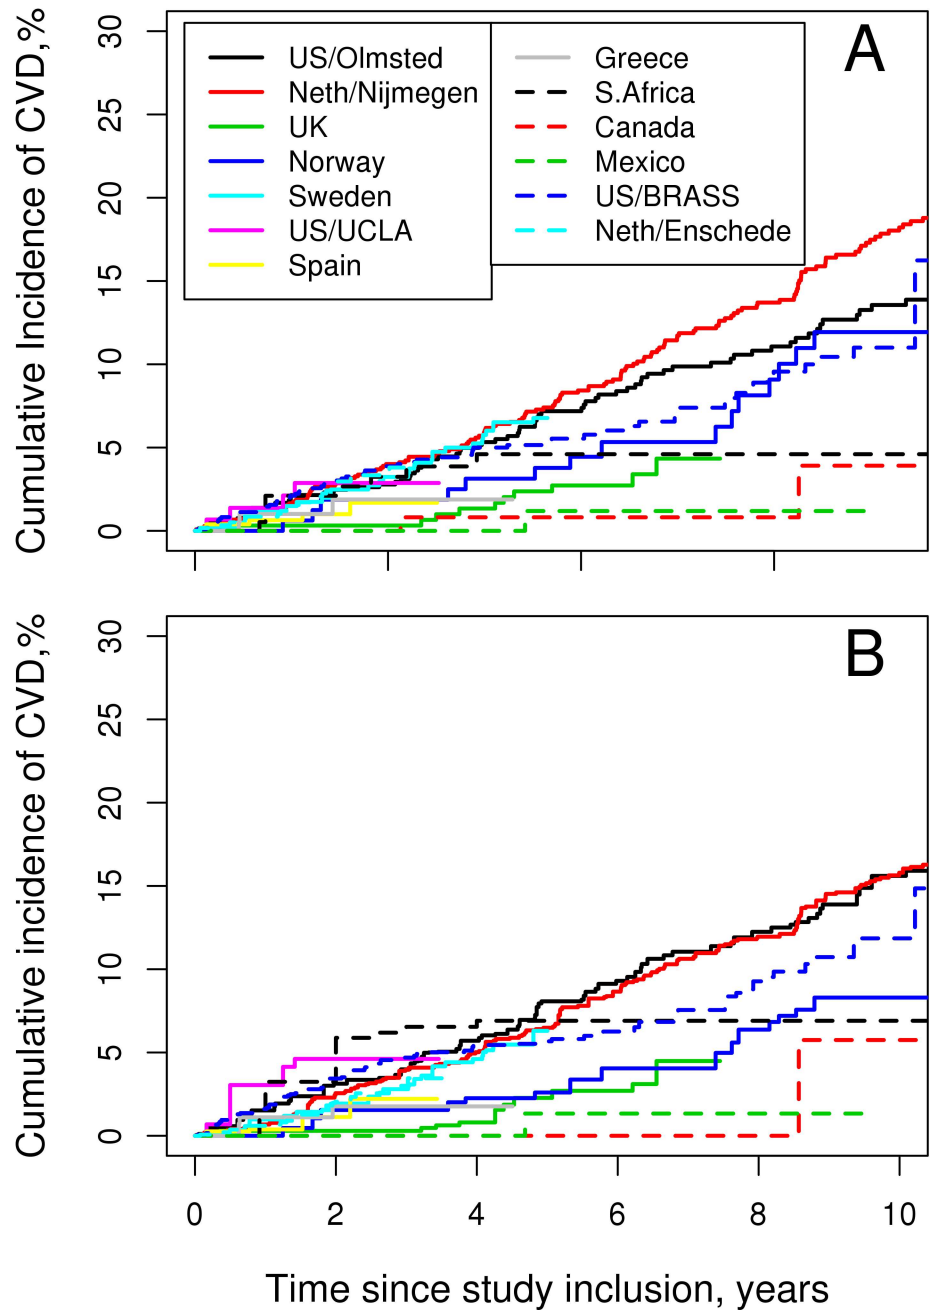 Cumulative Incidence of CVD,%
30
25
20
15
10
5
0
A
US/Olmsted
Neth/Nijmegen
UK
Norway
Sweden
US/UCLA
Spain
Greece
S.Africa
Canada
Mexico
US/BRASS
Neth/Enschede
Cumulative incidence of CVD,%
30
25
20
15
10
5
0
B
0 2 4 6 8 10
Time since study inclusion, years